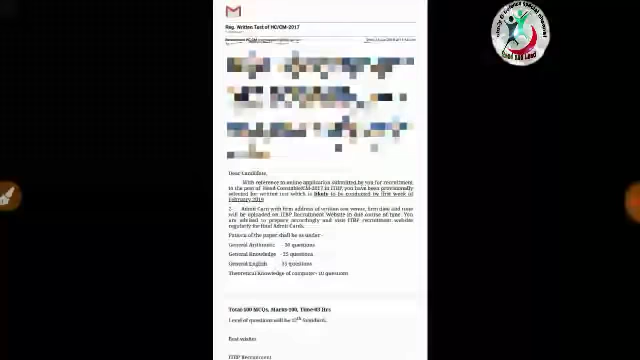 Reg. Written Test of HC/CM-2017
Dear Candidate,
With reference to online application submitted by you for recruitment
to the post of Head Constable/CM-2017 in ITBP, you have been provisionally
selected for written test which is likely to be conducted by first week of
February 2019
2. Admit Card with firm address of written test venue, firm date and time
will be uploaded on ITBP Recruitment Website in due course of time. You
are advised to prepare accordingly and visit ITBP recruitment website
regularly for final Admit Cards.
Pattern of the paper shall be as under -
General Arithmetic - 30 questions
General Knowledge - 25 questions
General English - 35 questions
Theoretical Knowledge of computer- 10 questions
Total-100 MCQs, Marks-100, Time-03 Hrs
Level of questions will be 12th Standard.
Best wishes
ITBP Recruitment